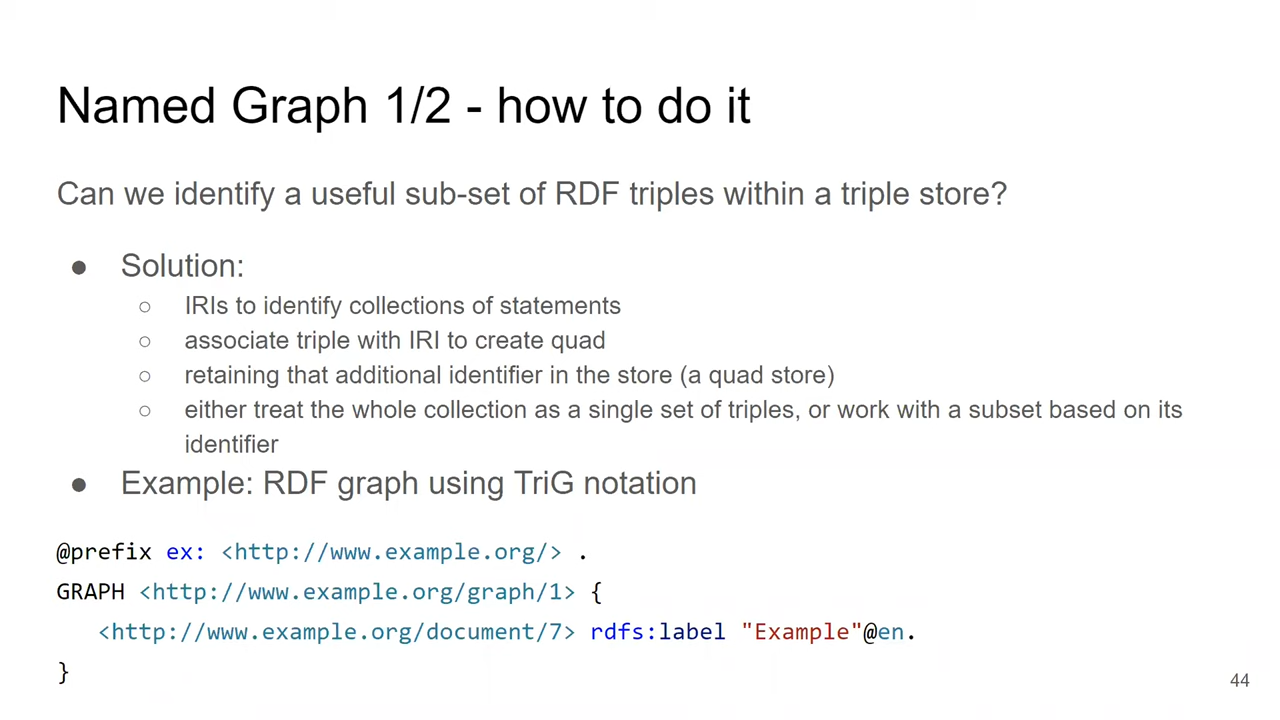 Named Graph 1/2 - how to do it
Can we identify a useful sub-set of RDF triples within a triple store?
● Solution:
○ IRIs to identify collections of statements
○ associate triple with IRI to create quad
○ retaining that additional identifier in the store (a quad store)
○ either treat the whole collection as a single set of triples, or work with a subset based on its
identifier
● Example: RDF graph using TriG notation
@prefix ex: <http://www.example.org/> .
GRAPH <http://www.example.org/graph/1> {
<http://www.example.org/document/7> rdfs:label "Example"@en.
}
44